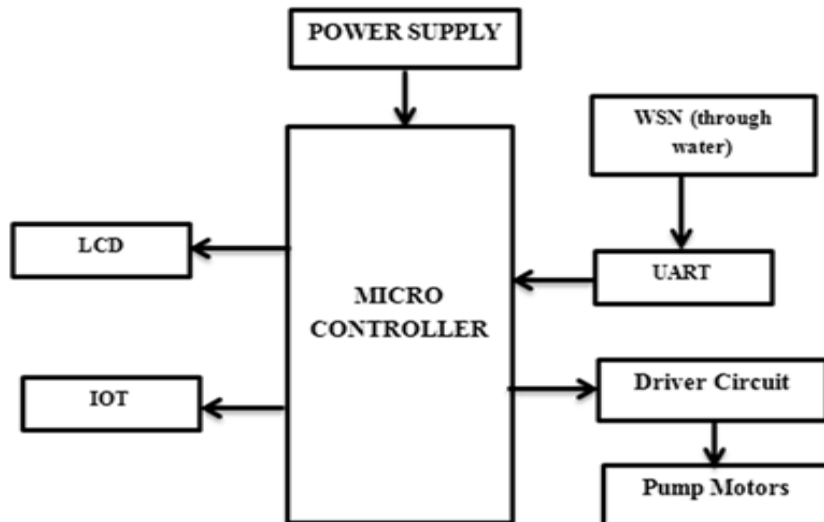 POWER SUPPLY
WSN (through
water)
LCD
UART
MICRO
CONTROLLER
IOT
Driver Circuit
Pump Motors